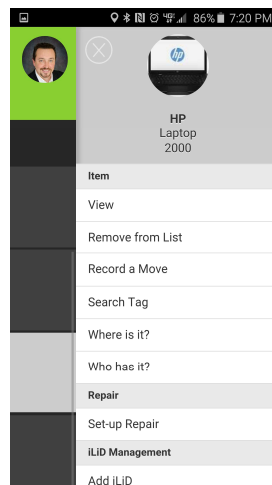 86% 7:20 PM
hp
HP
Laptop
2000
Item
View
Remove from List
Record a Move
Search Tag
Where is it?
Who has it?
Repair
Set-up Repair
iLiD Management
Add iLiD